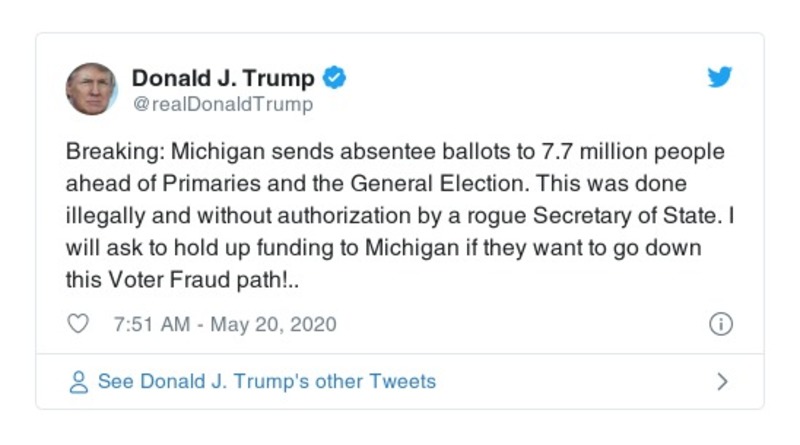 Donald J. Trump
@realDonaldTrump
Breaking: Michigan sends absentee ballots to 7.7 million people
ahead of Primaries and the General Election. This was done
illegally and without authorization by a rogue Secretary of State. I
will ask to hold up funding to Michigan if they want to go down
this Voter Fraud path!..
7:51 AM - May 20, 2020
See Donald J. Trump's other Tweets